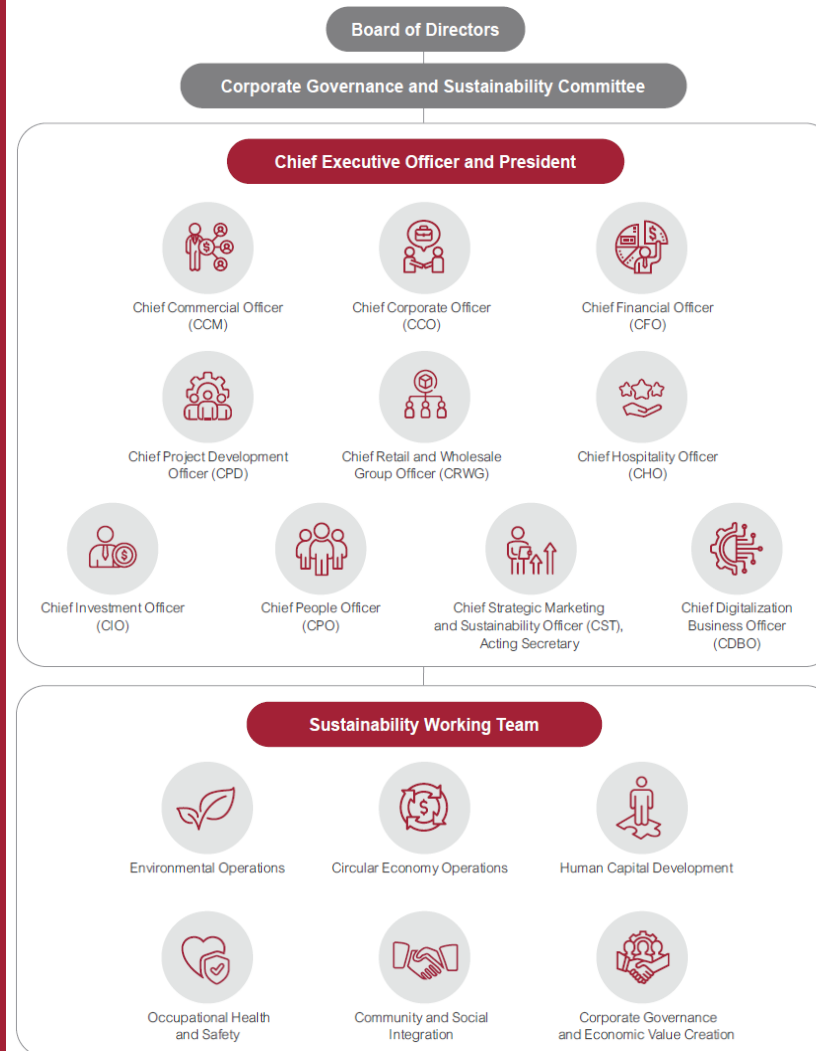 Board of Directors
Corporate Governance and Sustainability Committee
Chief Executive Officer and President
Chief Commercial Officer
(CCM)
Chief Corporate Officer
(CCO)
Chief Financial Officer
(CFO)
Chief Project Development
Officer (CPD)
Chief Retail and Wholesale
Group Officer (CRWG)
Chief Hospitality Officer
(CHO)
Chief Investment Officer
(CIO)
Chief People Officer
(CPO)
Chief Strategic Marketing
and Sustainability Officer (CST),
Acting Secretary
Chief Digitalization
Business Officer
(CDBO)
Sustainability Working Team
Environmental Operations
Circular Economy Operations
Human Capital Development
Occupational Health
and Safety
Community and Social
Integration
Corporate Governance
and Economic Value Creation